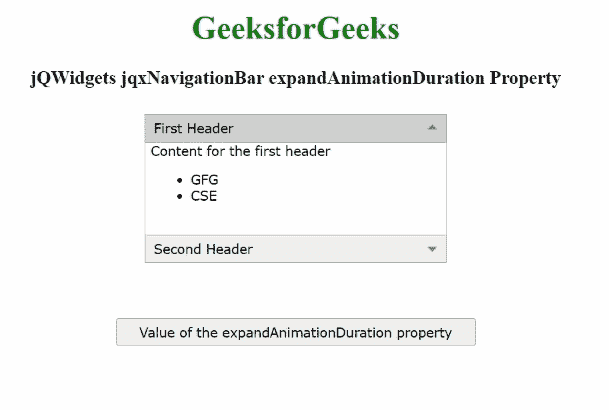 GeeksforGeeks
jQWidgets jqxNavigationBar expandAnimationDuration Property
First Header
Content for the first header
GFG
CSE
Second Header
Value of the expandAnimationDuration property